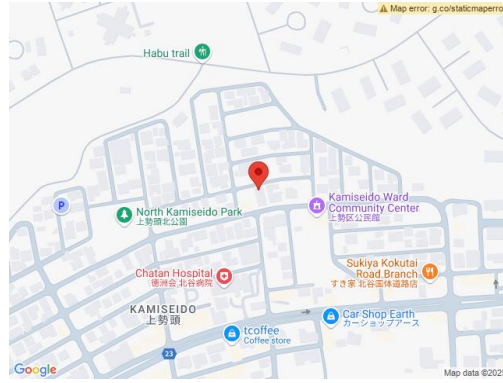 Map error: g.co/staticmaperro
Habu trail
P
North Kamiseido Park
上勢頭北公園
Kamiseido Ward
Community Center
上勢区公民館
Chatan Hospital
徳洲会 北谷病院
Sukiya Kokutai
Road Branch
すき家 北谷国体道路店
KAMISEIDO
上勢頭
Car Shop Earth
カーショップアース
tcoffee
Coffee store
23
Google
Map data ©202